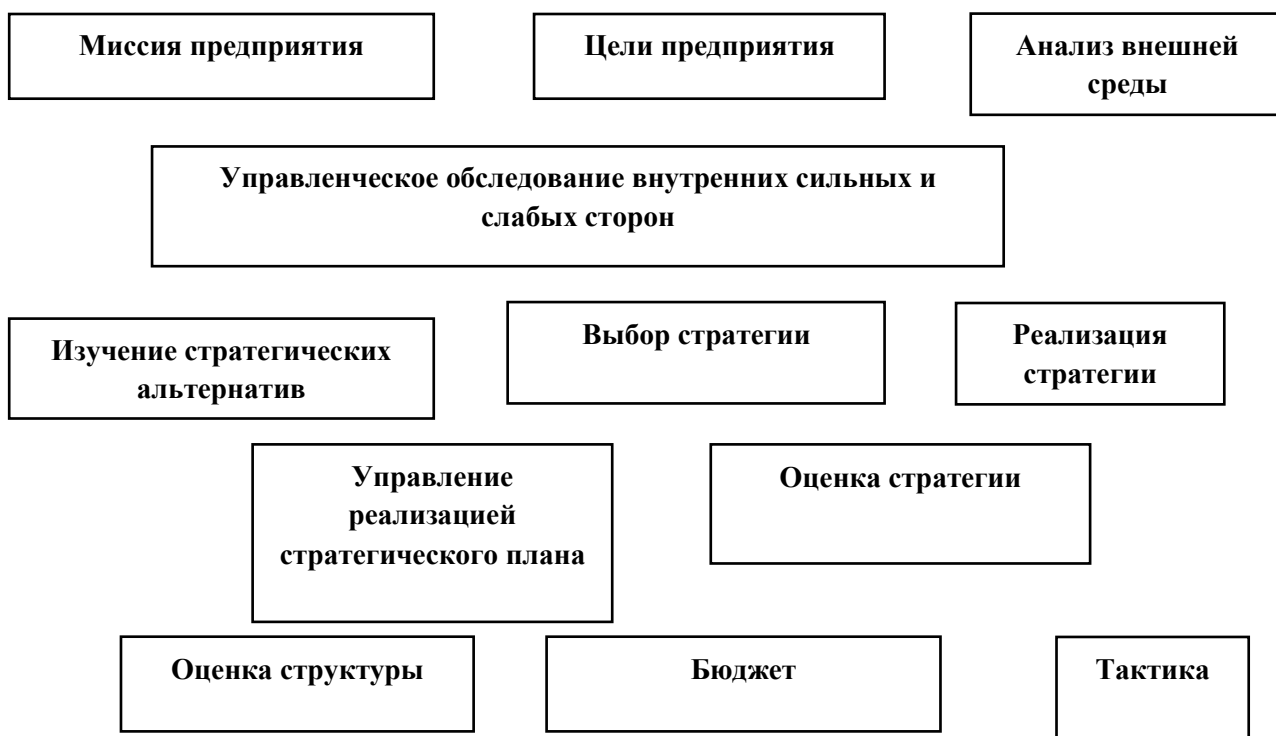 Миссия предприятия
Цели предприятия
Анализ внешней
среды
Управленческое обследование внутренних сильных и
слабых сторон
Изучение стратегических
альтернатив
Выбор стратегии
Реализация
стратегии
Управление
реализацией
стратегического плана
Оценка стратегии
Оценка структуры
Бюджет
Тактика